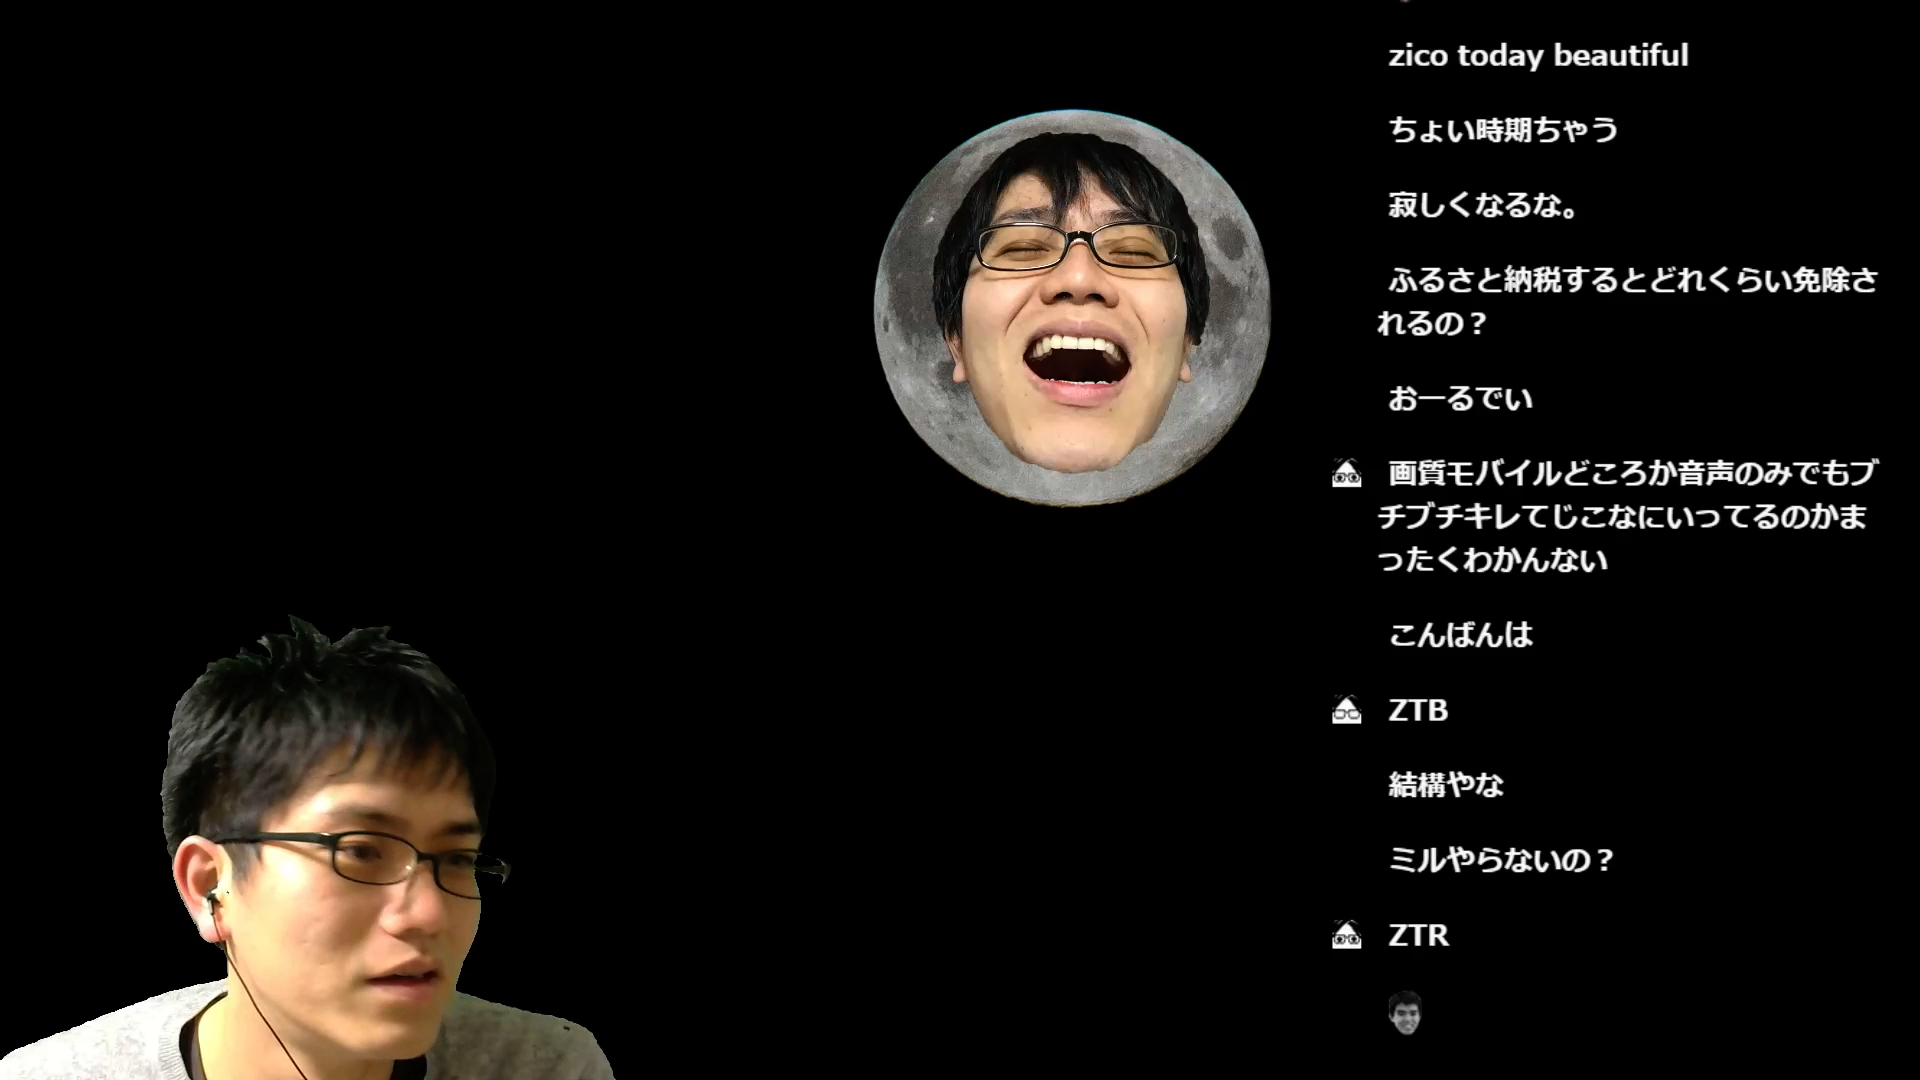 zico today beautiful
ちょい時期ちゃう
寂しくなるな。
ふるさと納税するとどれくらい免除さ
れるの？
おーるでい
画質モバイルどころか音声のみでもブ
チブチキレてじこなにいってるのかま
ったくわかんない
こんばんは
ZTB
結構やな
ミルやらないの？
ZTR